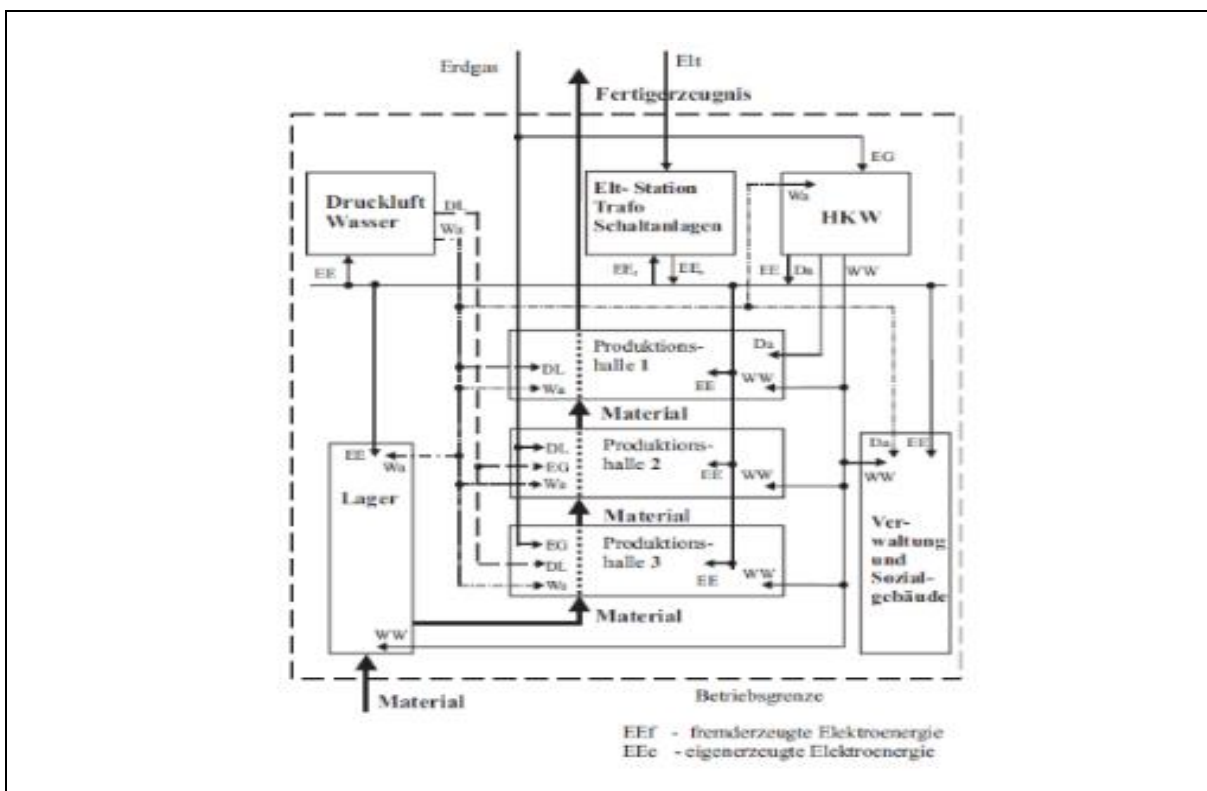 Erdgas
Elt
Fertigerzeugnis
EG
Druckluft
Wasser
DL
Wa
Elt- Station
Trafo
Schaltanlagen
Wa
HKW
EE
EE
EE
EE
Da
WW
Produktions-
halle 1
Da
DL
EE
WW
Wa
Material
EE
Wa
DL
Produktions-
halle 2
Da
EE
EG
EE
WW
WW
Wa
Lager
Material
Ver-
waltung
und
Sozial-
gebäude
EG
Produktions-
halle 3
DL
EE
WW
Wa
WW
Material
Material
Betriebsgrenze
EEf - fremderzeugte Elektroenergie
EEe - eigenerzeugte Elektroenergie